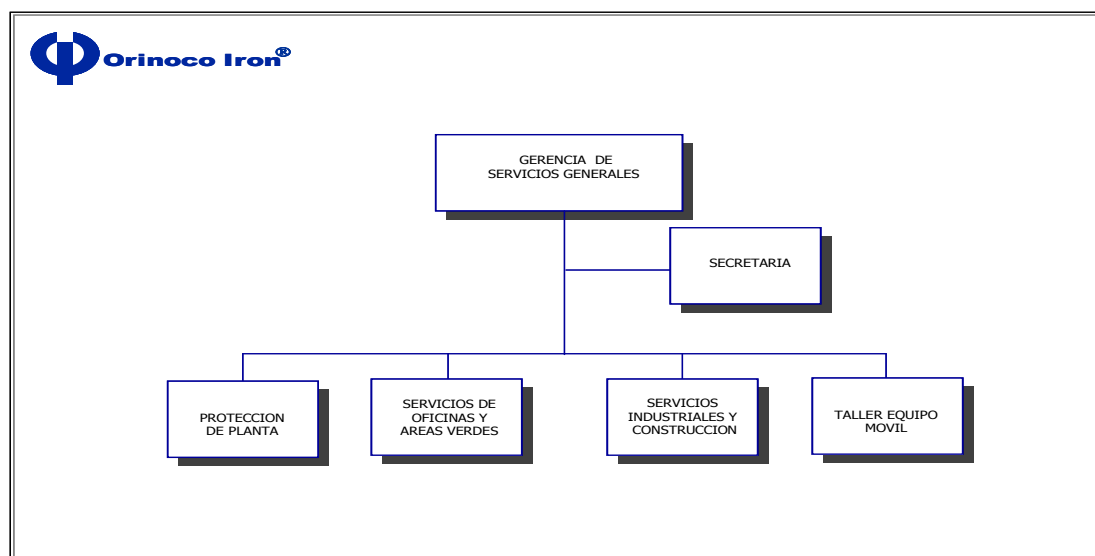 Orinoco Iron®
GERENCIA DE
SERVICIOS GENERALES
SECRETARIA
PROTECCION
DE PLANTA
SERVICIOS DE
OFICINAS Y
AREAS VERDES
SERVICIOS
INDUSTRIALES Y
CONSTRUCCION
TALLER EQUIPO
MOVIL